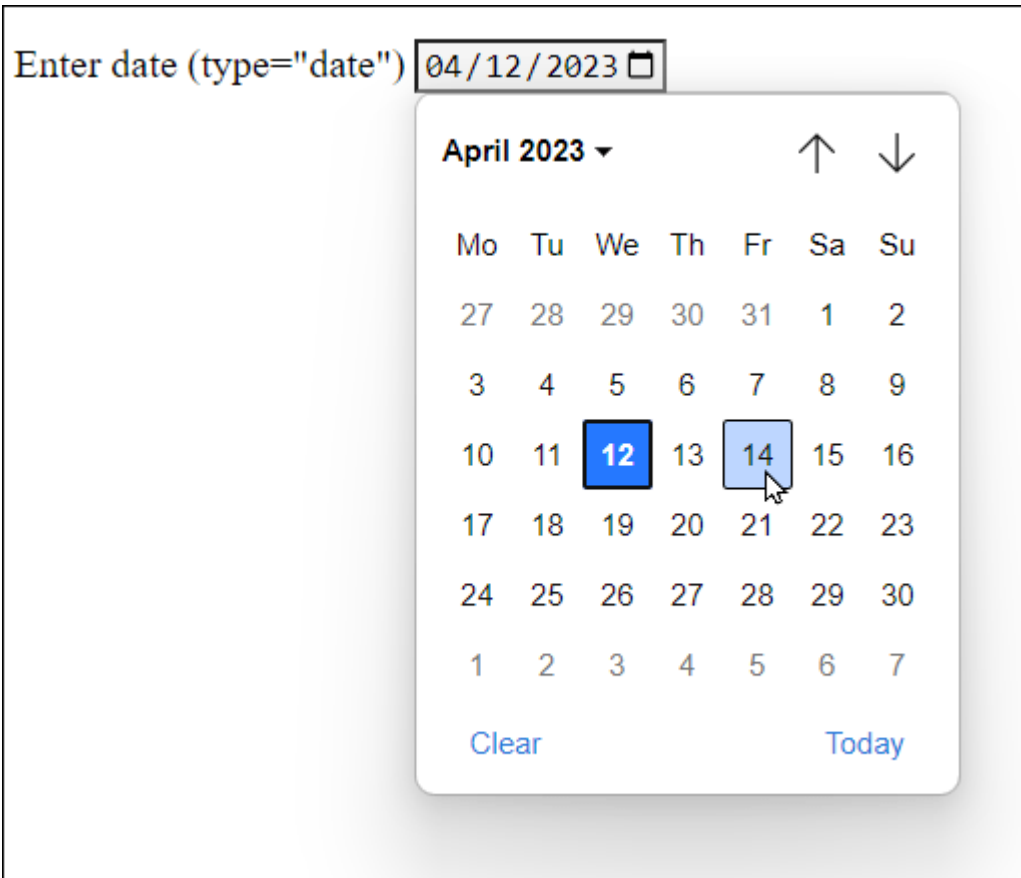 Enter date (type="date") 04/12/2023
April 2023
Mo Tu We Th Fr Sa Su
27 28 29 30 31 1 2
3 4 5 6 7 8 9
10 11 12 13 14 15 16
17 18 19 20 21 22 23
24 25 26 27 28 29 30
1 2 3 4 5 6 7
Clear Today